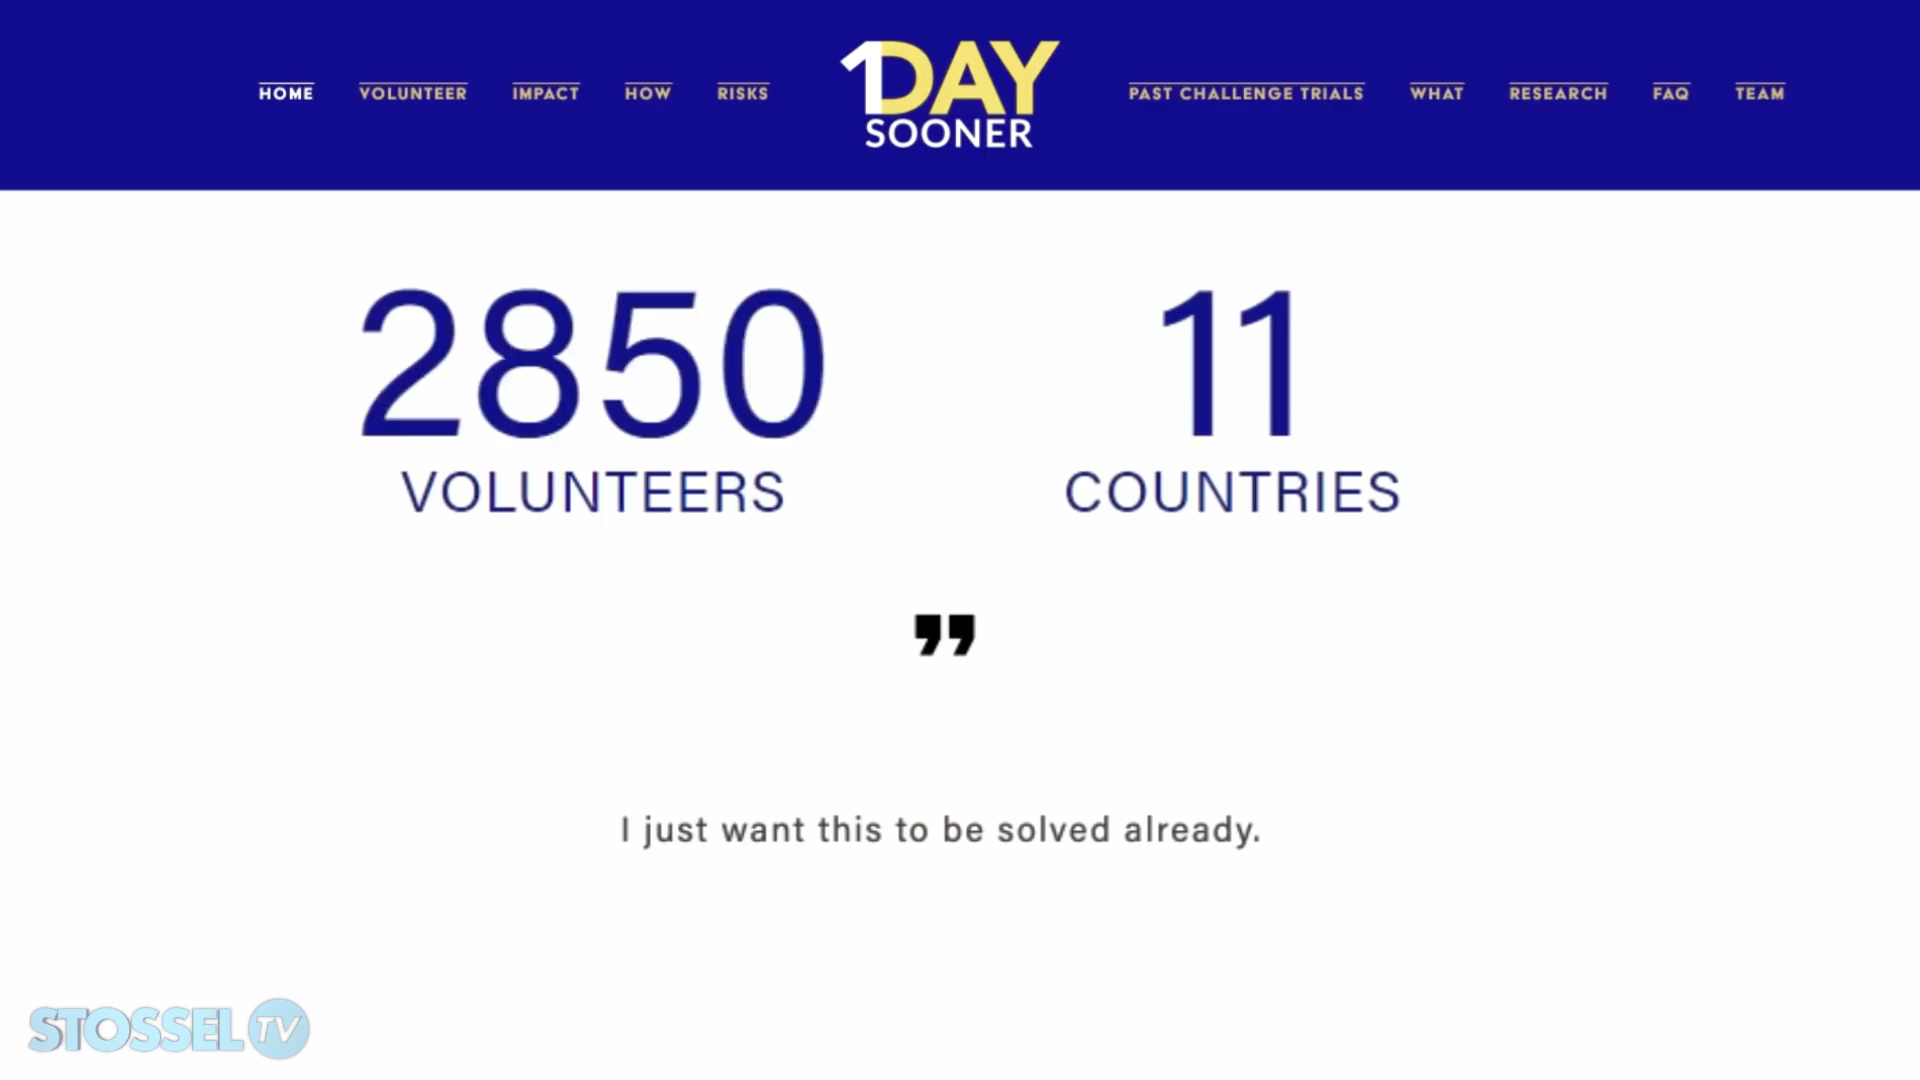 HOME VOLUNTEER IMPACT HOW RISKS 1DAY SOONER PAST CHALLENGE TRIALS WHAT RESEARCH FAQ TEAM
2850 11
VOLUNTEERS COUNTRIES
”
I just want this to be solved already.
STOSSEL TV